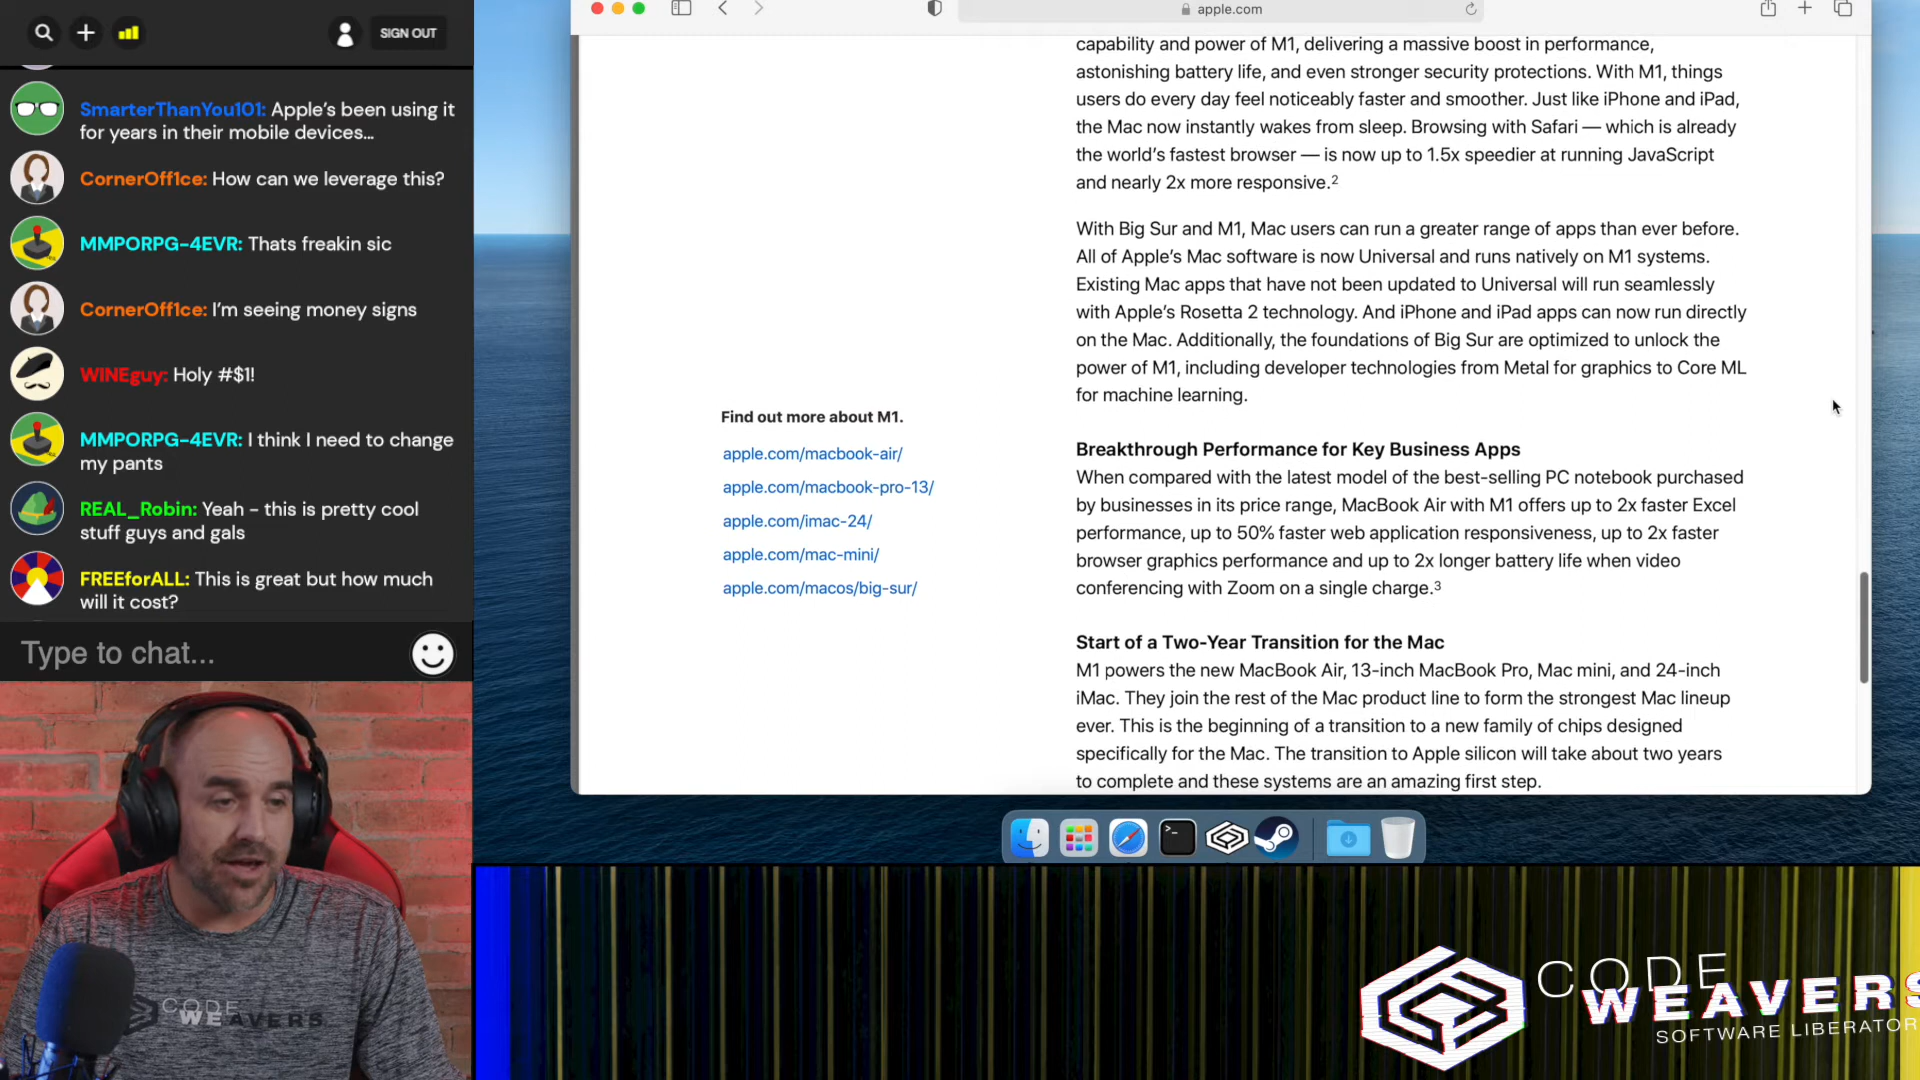 SIGN OUT
SmarterThanYou101: Apple's been using it
for years in their mobile devices...
CornerOff1ce: How can we leverage this?
MMPORPG-4EVR: Thats freakin sic
CornerOff1ce: I'm seeing money signs
WINEguy: Holy #$1!
MMPORPG-4EVR: I think I need to change
my pants
REAL_Robin: Yeah - this is pretty cool
stuff guys and gals
FREEforALL: This is great but how much
will it cost?
Type to chat...
CODE
WEAVERS
apple.com
capability and power of M1, delivering a massive boost in performance,
astonishing battery life, and even stronger security protections. With M1, things
users do every day feel noticeably faster and smoother. Just like iPhone and iPad,
the Mac now instantly wakes from sleep. Browsing with Safari — which is already
the world's fastest browser — is now up to 1.5x speedier at running JavaScript
and nearly 2x more responsive.2
With Big Sur and M1, Mac users can run a greater range of apps than ever before.
All of Apple's Mac software is now Universal and runs natively on M1 systems.
Existing Mac apps that have not been updated to Universal will run seamlessly
with Apple's Rosetta 2 technology. And iPhone and iPad apps can now run directly
on the Mac. Additionally, the foundations of Big Sur are optimized to unlock the
power of M1, including developer technologies from Metal for graphics to Core ML
for machine learning.
Find out more about M1.
apple.com/macbook-air/
apple.com/macbook-pro-13/
apple.com/imac-24/
apple.com/mac-mini/
apple.com/macos/big-sur/
Breakthrough Performance for Key Business Apps
When compared with the latest model of the best-selling PC notebook purchased
by businesses in its price range, MacBook Air with M1 offers up to 2x faster Excel
performance, up to 50% faster web application responsiveness, up to 2x faster
browser graphics performance and up to 2x longer battery life when video
conferencing with Zoom on a single charge.3
Start of a Two-Year Transition for the Mac
M1 powers the new MacBook Air, 13-inch MacBook Pro, Mac mini, and 24-inch
iMac. They join the rest of the Mac product line to form the strongest Mac lineup
ever. This is the beginning of a transition to a new family of chips designed
specifically for the Mac. The transition to Apple silicon will take about two years
to complete and these systems are an amazing first step.
CODE
WEAVERS
SOFTWARE LIBERATOR